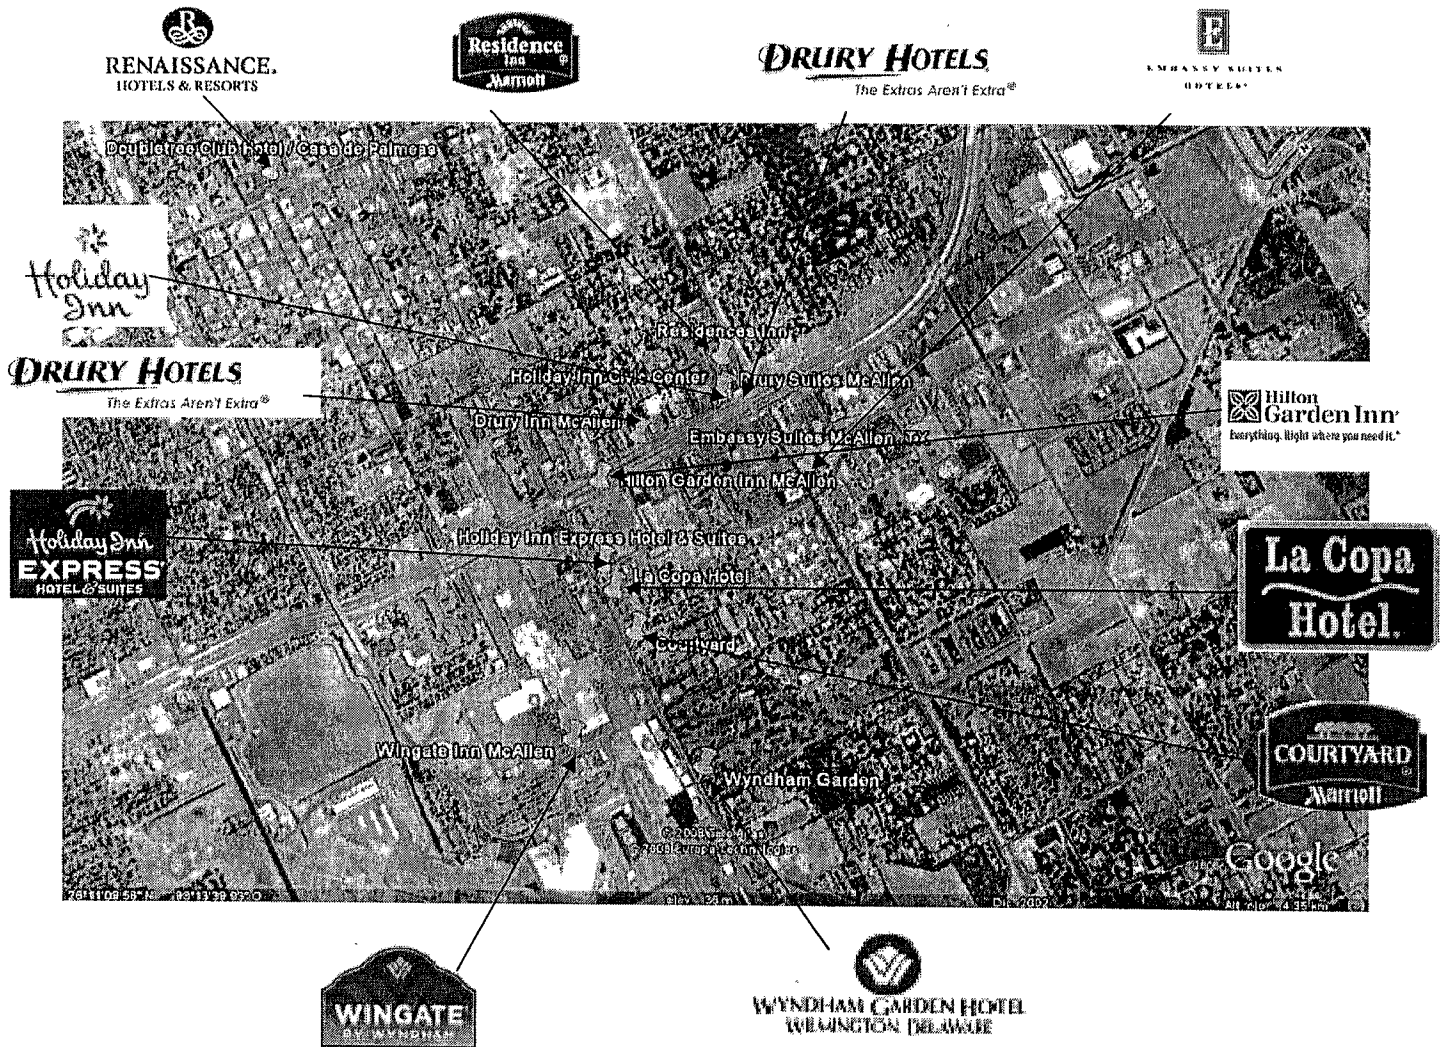 R
RENAISSANCE.
HOTELS & RESORTS
Residence
Inn
Marriott
DRURY HOTELS
The Extras Aren't Extra®
E
EMBASSY SUITES
HOTELS®
Doubletree Club Hotel / Casa de Palmeas
Holiday
Inn
Residences Inn
Holiday Inn Civic Center
Drury Suites McAllen
DRURY HOTELS
The Extras Aren't Extra®
Drury Inn McAllen
Embassy Suites McAllen, TX
Hilton
Garden Inn
Everything. Right where you need it.
Hilton Garden Inn McAllen
Holiday Inn
EXPRESS
HOTEL & SUITES
Holiday Inn Express Hotel & Suites
La Copa Hotel
La Copa
Hotel.
Courtyard
COURTYARD
Marriott
Wingate Inn McAllen
Wyndham Garden
Google
WINGATE
BY WYNDHAM
WYNDHAM GARDEN HOTEL
WILMINGTON, DELAWARE